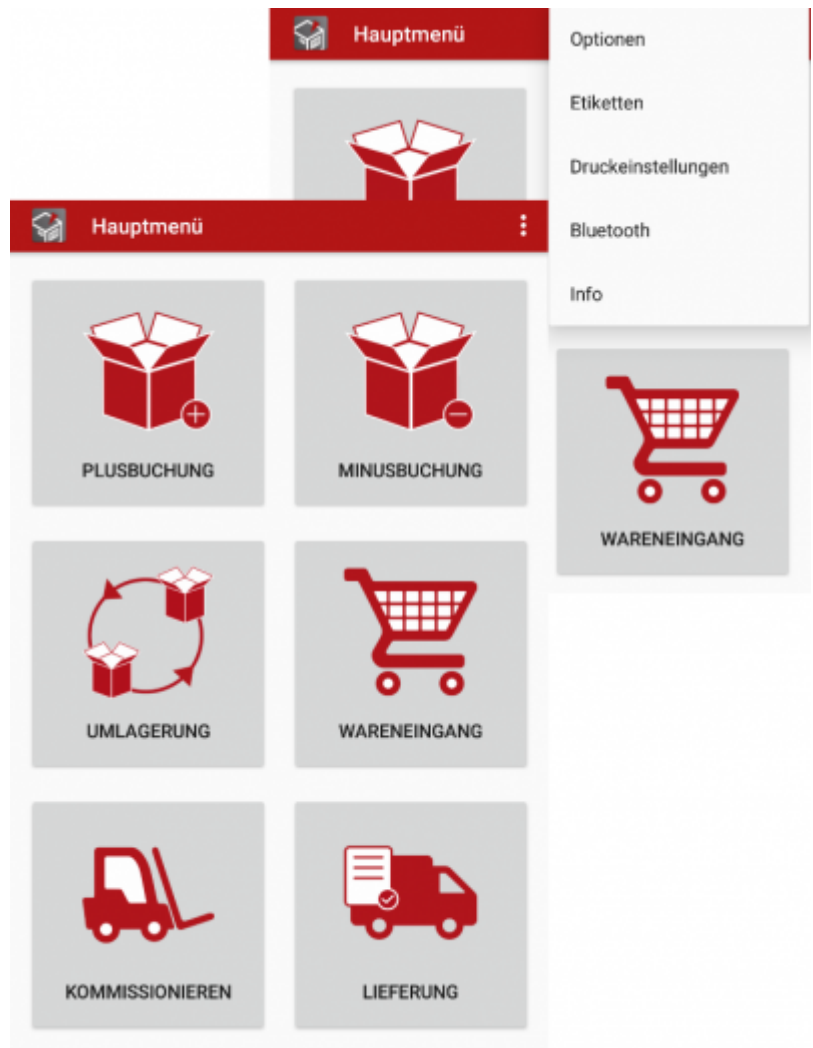 Hauptmenü
Optionen
Etiketten
Druckeinstellungen
Bluetooth
Info
WARENEINGANG
Hauptmenü
PLUSBUCHUNG
MINUSBUCHUNG
UMLAGERUNG
WARENEINGANG
KOMMISSIONIEREN
LIEFERUNG